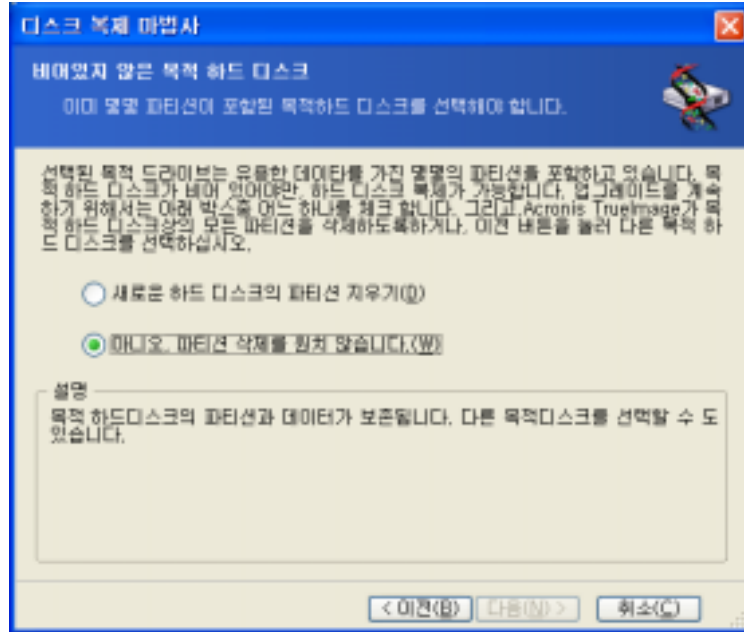 디스크 복제 마법사
비어있지 않은 목적 하드 디스크
이미 몇몇 파티션이 포함된 목적하드 디스크를 선택해야 합니다.
선택된 목적 드라이브는 유용한 데이타를 가진 몇몇의 파티션을 포함하고 있습니다. 목
적 하드 디스크가 비어 있어야만, 하드 디스크 복제가 가능합니다. 업그레이드를 계속
하기 위해서는 아래 박스중 어느 하나를 체크 합니다. 그리고 Acronis TrueImage가 목
적 하드 디스크상의 모든 파티션을 삭제하도록하거나, 이전 버튼을 눌러 다른 목적 하
드 디스크를 선택하십시오.
새로운 하드 디스크의 파티션 지우기(D)
아니오. 파티션 삭제를 원치 않습니다.(W)
설명
목적 하드디스크의 파티션과 데이터가 보존됩니다. 다른 목적디스크를 선택할 수 도
있습니다.
< 이전(B) 다음(N) > 취소(C)